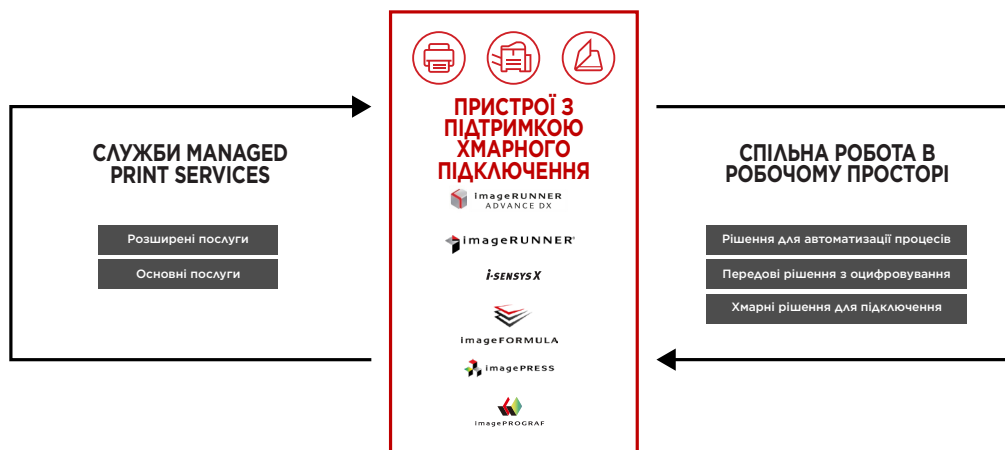 СЛУЖБИ MANAGED
PRINT SERVICES
Розширені послуги
Основні послуги
ПРИСТРОЇ З
ПІДТРИМКОЮ
ХМАРНОГО
ПІДКЛЮЧЕННЯ
imageRUNNER
ADVANCE DX
imageRUNNER®
i-SENSYS X
imageFORMULA
imagePRESS
imagePROGRAF
СПІЛЬНА РОБОТА В
РОБОЧОМУ ПРОСТОРІ
Рішення для автоматизації процесів
Передові рішення з оцифровування
Хмарні рішення для підключення